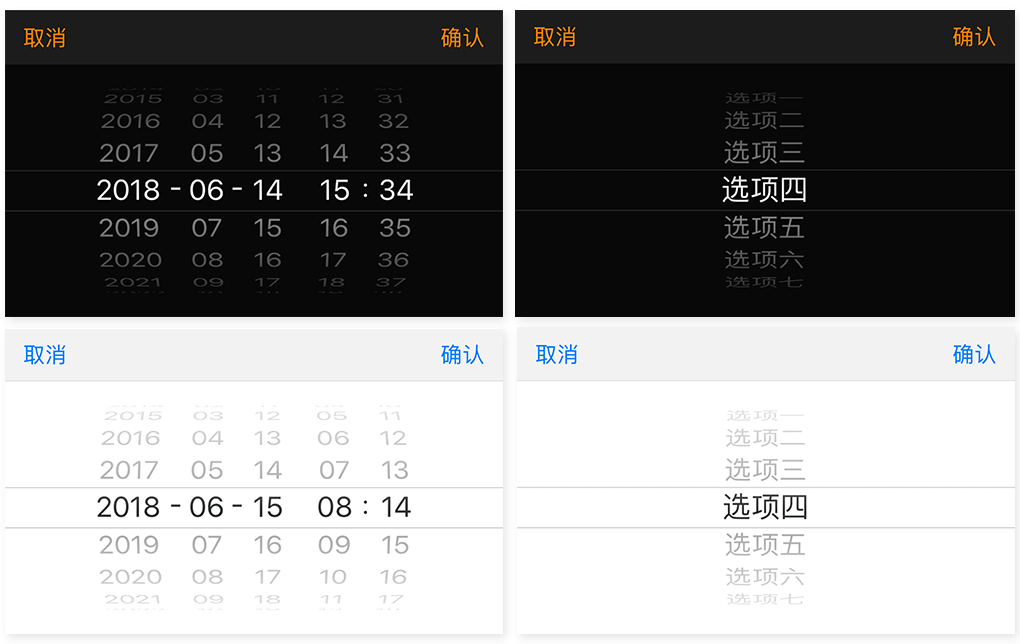 取消 确认
2015 03 11 12 31
2016 04 12 13 32
2017 05 13 14 33
2018 - 06 - 14 15 : 34
2019 07 15 16 35
2020 08 16 17 36
2021 09 17 18 37
取消 确认
选项一
选项二
选项三
选项四
选项五
选项六
选项七
取消 确认
2015 03 12 05 11
2016 04 13 06 12
2017 05 14 07 13
2018 - 06 - 15 08 : 14
2019 07 16 09 15
2020 08 17 10 16
2021 09 18 11 17
取消 确认
选项一
选项二
选项三
选项四
选项五
选项六
选项七